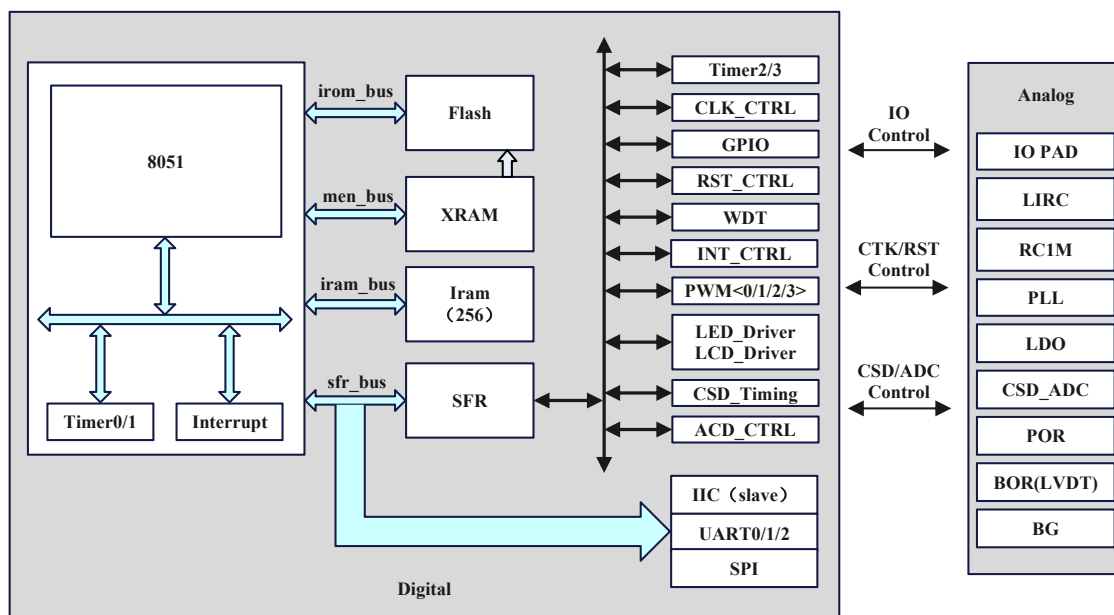 8051
Timer0/1
Interrupt
irom_bus
men_bus
iram_bus
sfr_bus
Flash
XRAM
Iram
（256）
SFR
Timer2/3
CLK_CTRL
GPIO
RST_CTRL
WDT
INT_CTRL
PWM<0/1/2/3>
LED_Driver
LCD_Driver
CSD_Timing
ACD_CTRL
IIC（slave）
UART0/1/2
SPI
Digital
IO
Control
CTK/RST
Control
CSD/ADC
Control
Analog
IO PAD
LIRC
RC1M
PLL
LDO
CSD_ADC
POR
BOR(LVDT)
BG